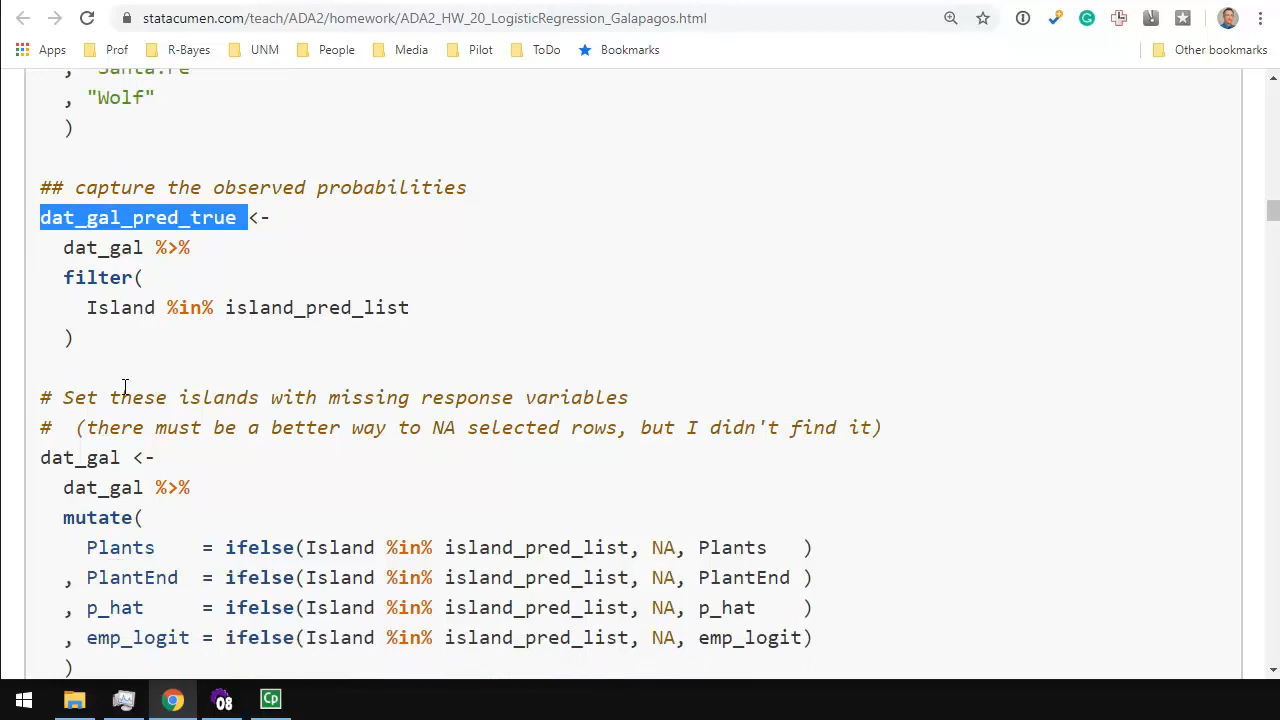 statacumen.com/teach/ADA2/homework/ADA2_HW_20_LogisticRegression_Galapagos.html
Apps Prof R-Bayes UNM People Media Pilot ToDo Bookmarks Other bookmarks
, "Santa.Fe"
, "Wolf"
)
## capture the observed probabilities
dat_gal_pred_true <-
dat_gal %>%
filter(
Island %in% island_pred_list
)
# Set these islands with missing response variables
# (there must be a better way to NA selected rows, but I didn't find it)
dat_gal <-
dat_gal %>%
mutate(
Plants = ifelse(Island %in% island_pred_list, NA, Plants )
, PlantEnd = ifelse(Island %in% island_pred_list, NA, PlantEnd )
, p_hat = ifelse(Island %in% island_pred_list, NA, p_hat )
, emp_logit = ifelse(Island %in% island_pred_list, NA, emp_logit)
)
08
Cp